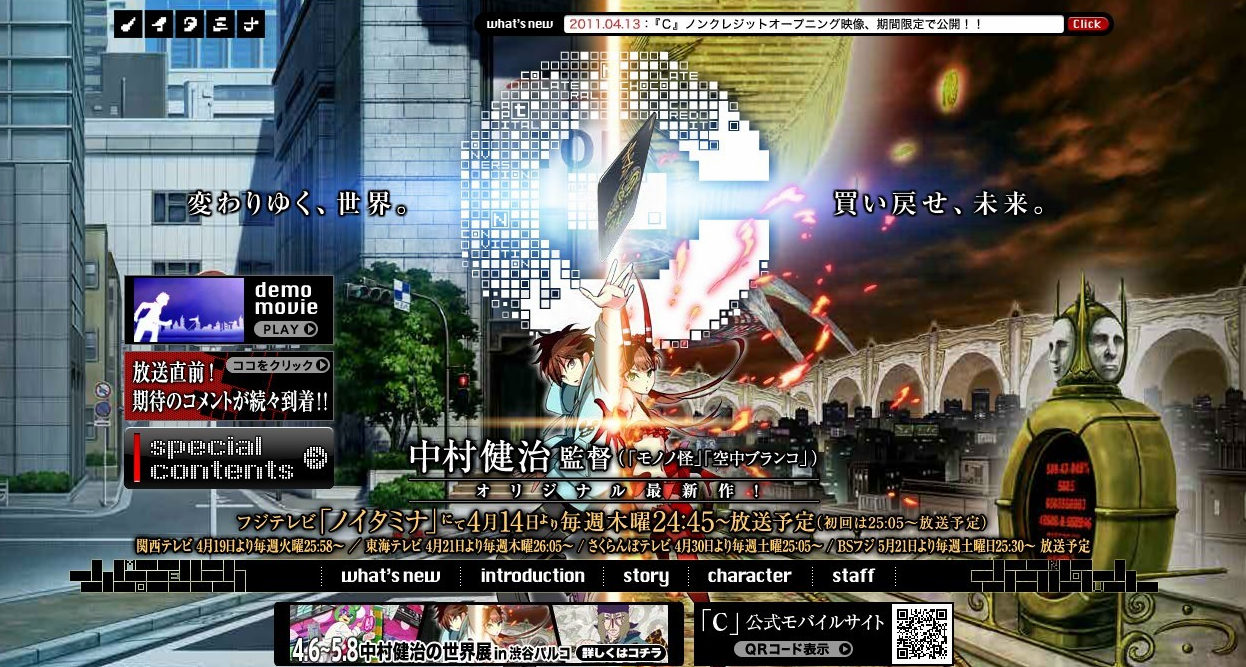 what's new 2011.04.13：『C』ノンクレジットオープニング映像、期間限定で公開！！ Click
変わりゆく、世界。
買い戻せ、未来。
demo
movie
PLAY
放送直前！ ココをクリック
期待のコメントが続々到着!!
special
contents
中村健治 監督（「モノノ怪」「空中ブランコ」）
オリジナル最新作！
フジテレビ「ノイタミナ」にて4月14日より毎週木曜24:45~放送予定（初回は25:05~放送予定）
関西テレビ 4月19日より毎週火曜25:58~ / 東海テレビ 4月21日より毎週木曜26:05~ / さくらんぼテレビ 4月30日より毎週土曜25:05~ / BSフジ 5月21日より毎週土曜日25:30~ 放送予定
what's new
introduction
story
character
staff
4.6~5.8 中村健治の世界展 in 渋谷パルコ 詳しくはコチラ
「C」公式モバイルサイト
QRコード表示